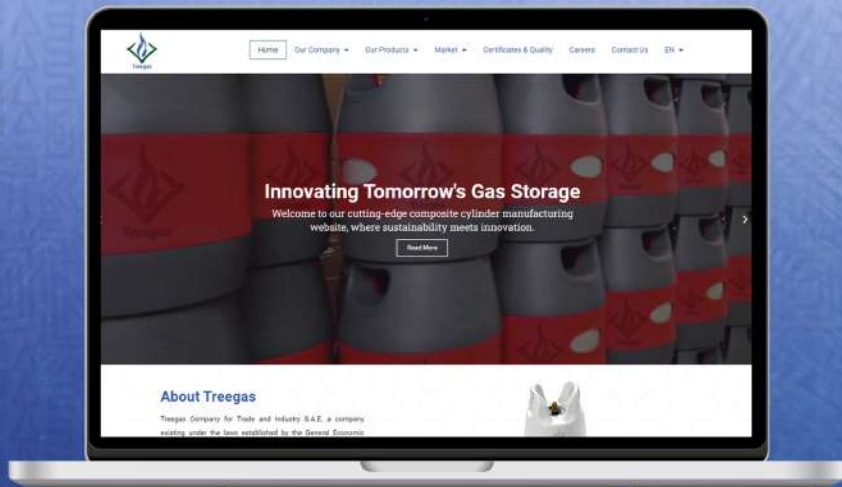 Treegas
Home Our Company Our Products Market Certificates & Quality Careers Contact Us EN
Innovating Tomorrow's Gas Storage
Welcome to our cutting-edge composite cylinder manufacturing
website, where sustainability meets innovation.
Read More
About Treegas
Treegas Company for Trade and Industry S.A.E, a company
existing under the laws established by the General Economic